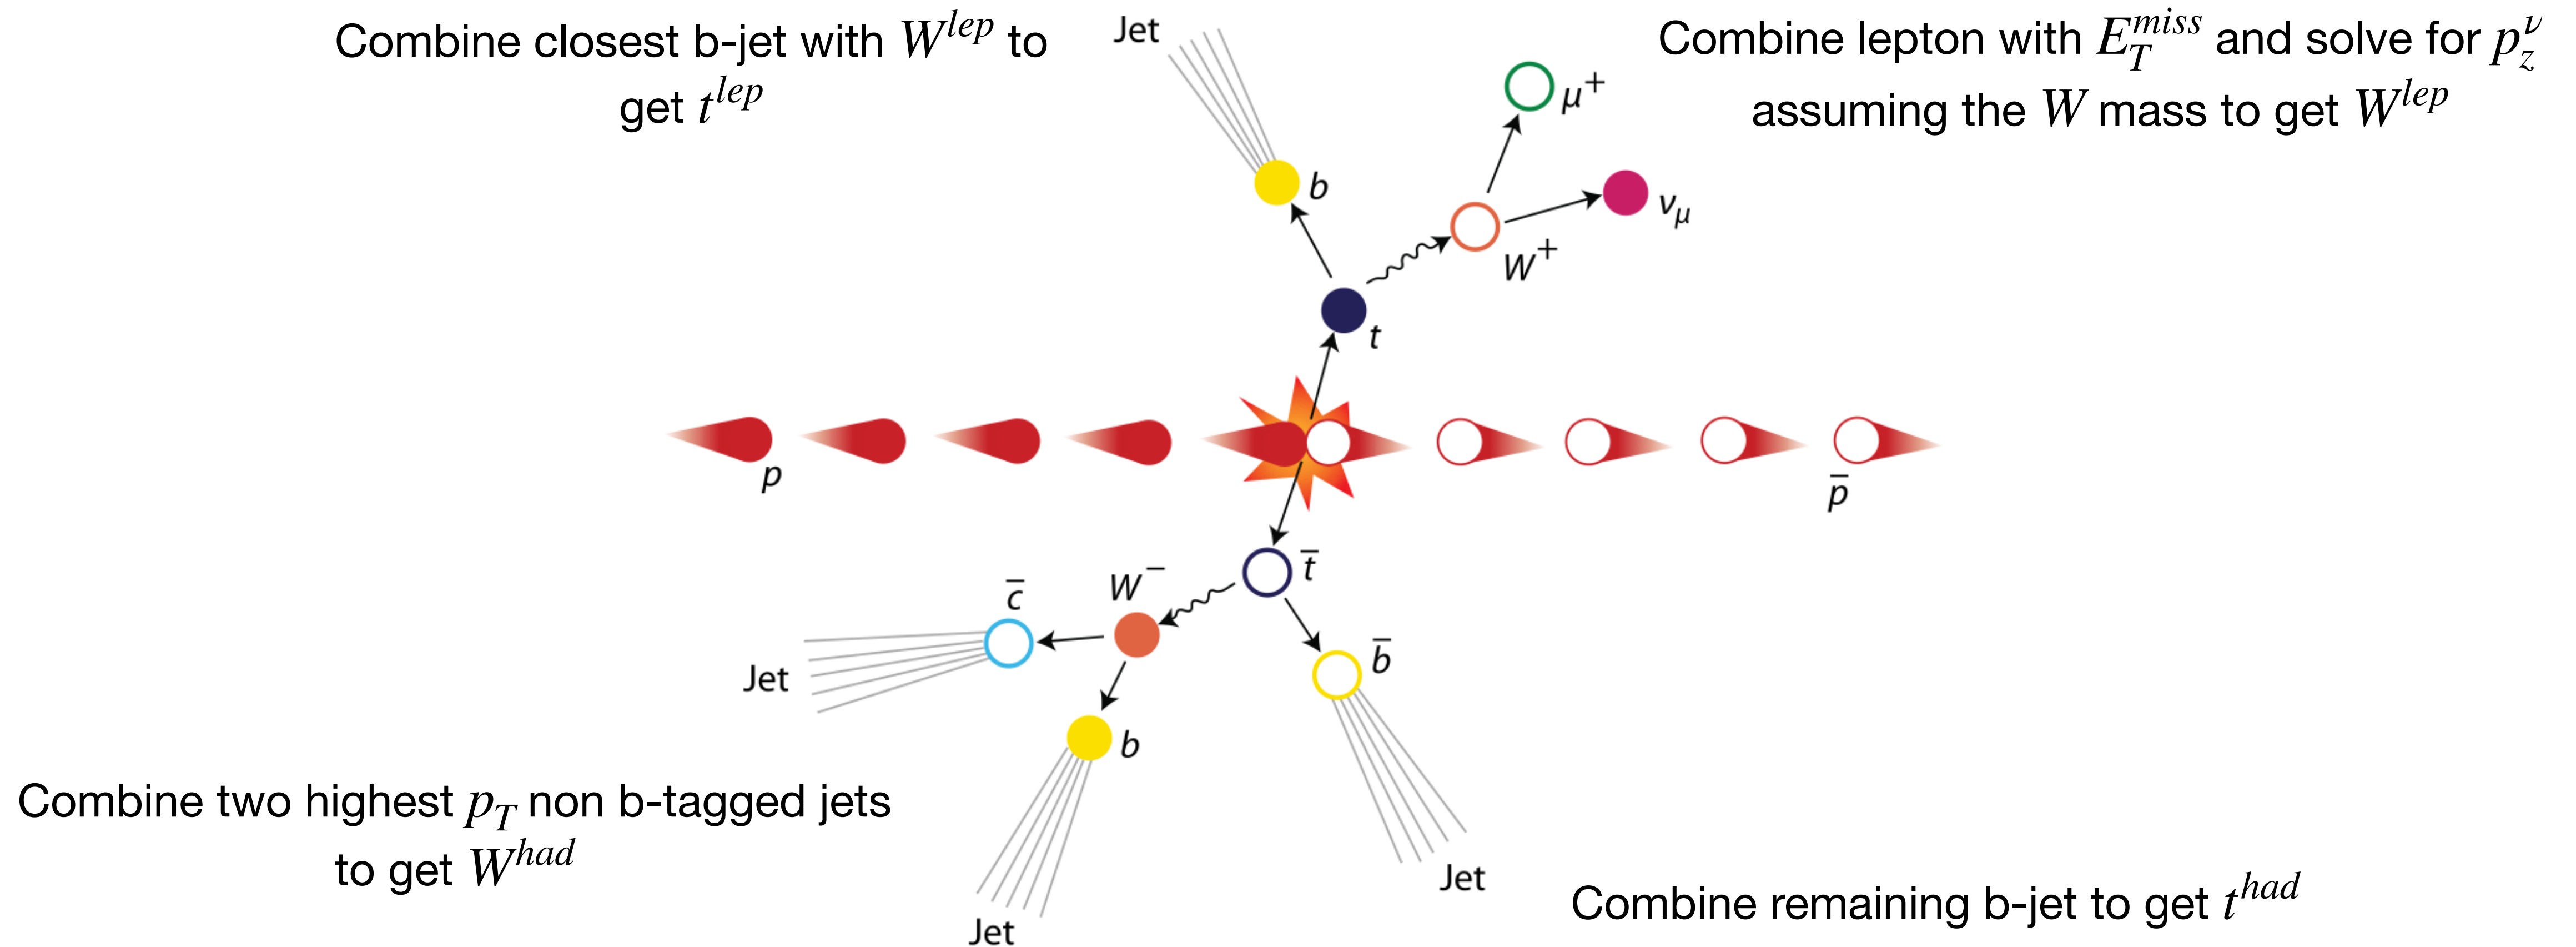 Combine closest b-jet with W^{lep} to
get t^{lep}
Jet
Combine lepton with E_T^{miss} and solve for p_z^ν
assuming the W mass to get W^{lep}
μ⁺
b
ν_μ
W⁺
t
p
p̄
t̄
W⁻
c̄
b̄
Jet
b
Combine two highest p_T non b-tagged jets
to get W^{had}
Jet
Combine remaining b-jet to get t^{had}
Jet